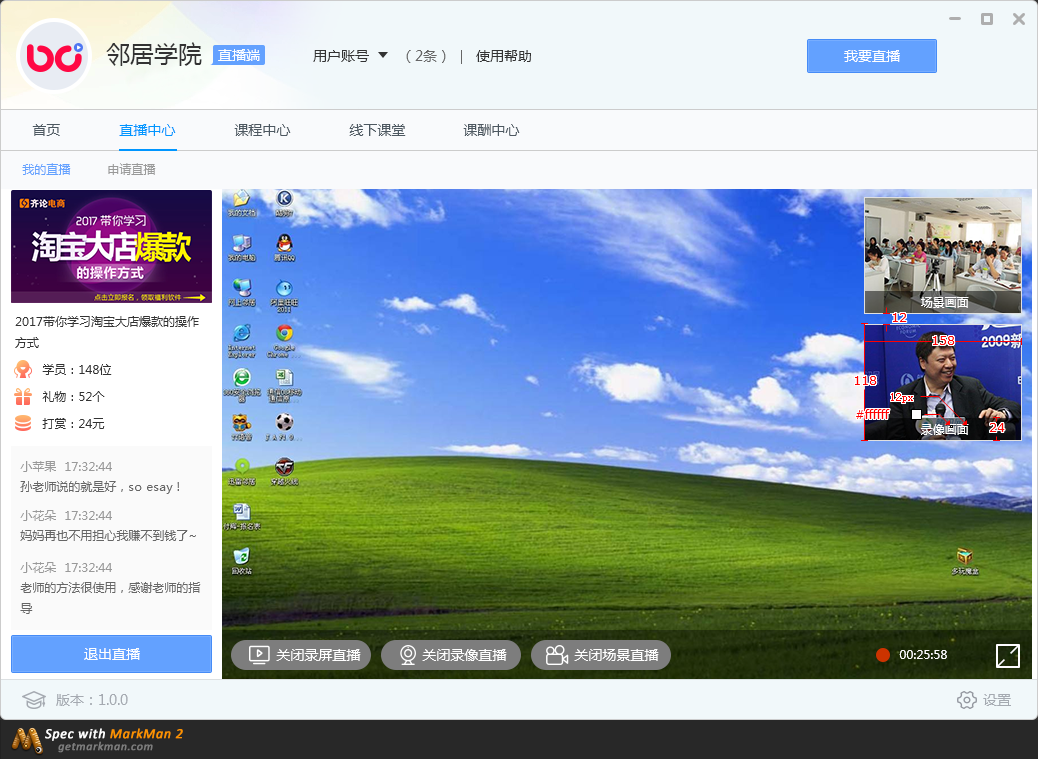 邻居学院 直播端
用户账号 (2条) | 使用帮助
我要直播
首页 直播中心 课程中心 线下课堂 课酬中心
我的直播 申请直播
齐论电商
2017 带你学习
淘宝大店爆款
的操作方式
点击立即报名，领取福利软件
2017带你学习淘宝大店爆款的操作
方式
学员：148位
礼物：52个
打赏：24元
小苹果 17:32:44
孙老师说的就是好，so esay！
小花朵 17:32:44
妈妈再也不用担心我赚不到钱了~
小花朵 17:32:44
老师的方法很使用，感谢老师的指
导
退出直播
我的文档
我的电脑 腾讯QQ
网上邻居 阿里旺旺
2011
Internet
Explorer
Google
Chrome
回收站
多玩魔盒
场景画面
12
158
2009新
118
12px
#ffffff
录像画面
24
关闭录屏直播 关闭录像直播 关闭场景直播
00:25:58
版本：1.0.0
设置
Spec with MarkMan 2
getmarkman.com